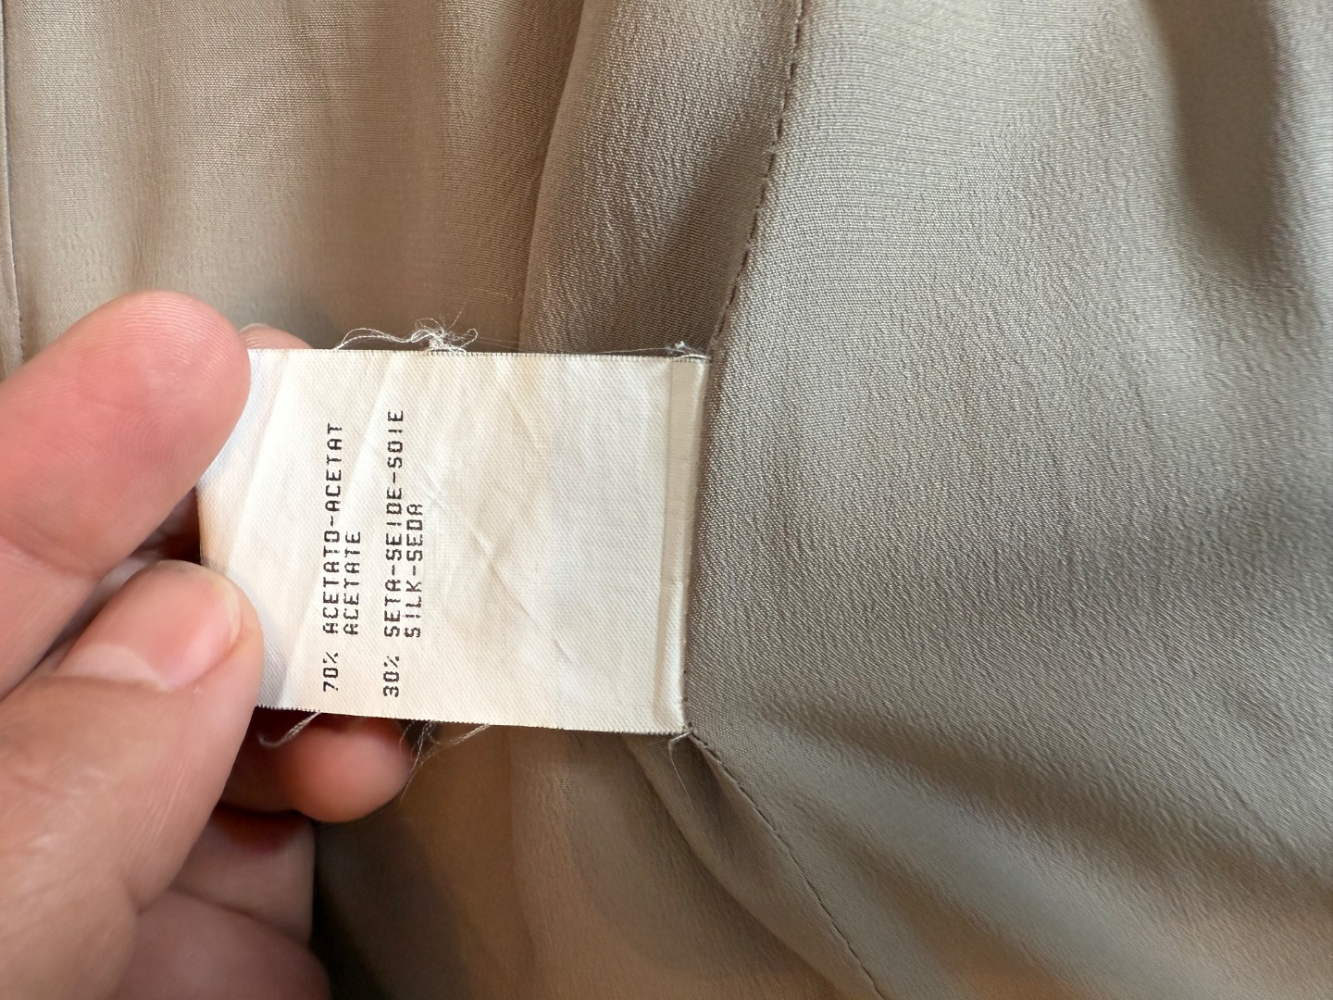 70% ACETATO-ACETAT
ACETATE
30% SETA-SEIDE-SOIE
SILK-SEDA